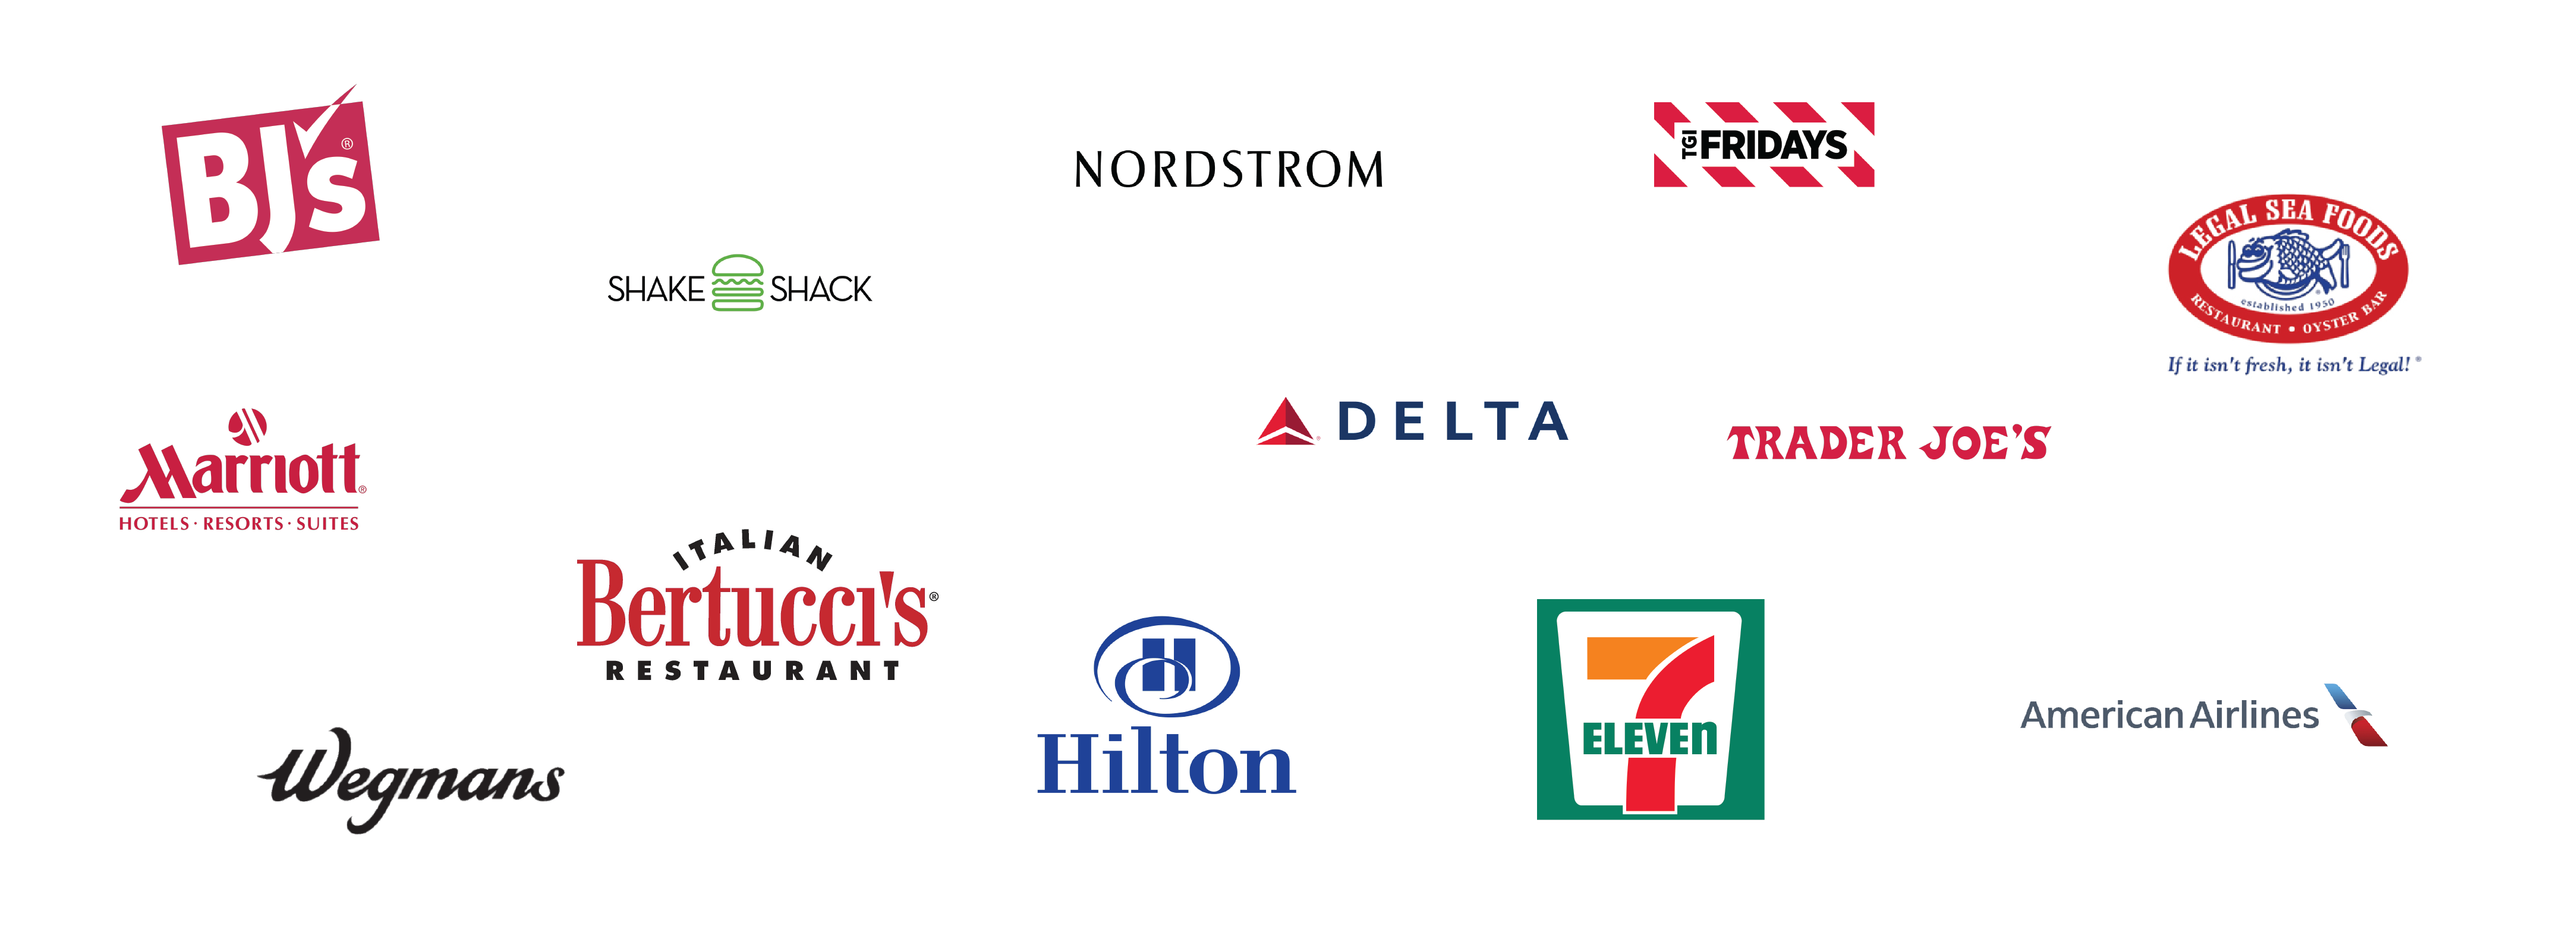 BJ's®
NORDSTROM
TGI FRIDAYS
SHAKE SHACK
LEGAL SEA FOODS
established 1950
RESTAURANT • OYSTER BAR
If it isn't fresh, it isn't Legal!®
Marriott®
HOTELS · RESORTS · SUITES
DELTA
TRADER JOE'S
ITALIAN
Bertucci's®
RESTAURANT
H
Hilton
7
ELEVEn
American Airlines
Wegmans